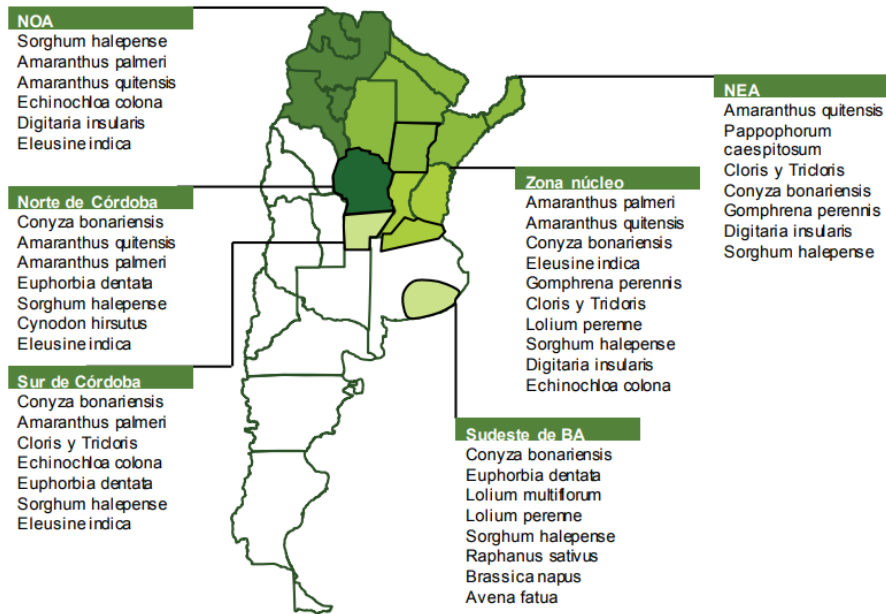 NOA
Sorghum halepense
Amaranthus palmeri
Amaranthus quitensis
Echinochloa colona
Digitaria insularis
Eleusine indica
Norte de Córdoba
Conyza bonariensis
Amaranthus quitensis
Amaranthus palmeri
Euphorbia dentata
Sorghum halepense
Cynodon hirsutus
Eleusine indica
Sur de Córdoba
Conyza bonariensis
Amaranthus palmeri
Cloris y Tricloris
Echinochloa colona
Euphorbia dentata
Sorghum halepense
Eleusine indica
Zona núcleo
Amaranthus palmeri
Amaranthus quitensis
Conyza bonariensis
Eleusine indica
Gomphrena perennis
Cloris y Tricloris
Lolium perenne
Sorghum halepense
Digitaria insularis
Echinochloa colona
NEA
Amaranthus quitensis
Pappophorum
caespitosum
Cloris y Tricloris
Conyza bonariensis
Gomphrena perennis
Digitaria insularis
Sorghum halepense
Sudeste de BA
Conyza bonariensis
Euphorbia dentata
Lolium multiflorum
Lolium perenne
Sorghum halepense
Raphanus sativus
Brassica napus
Avena fatua